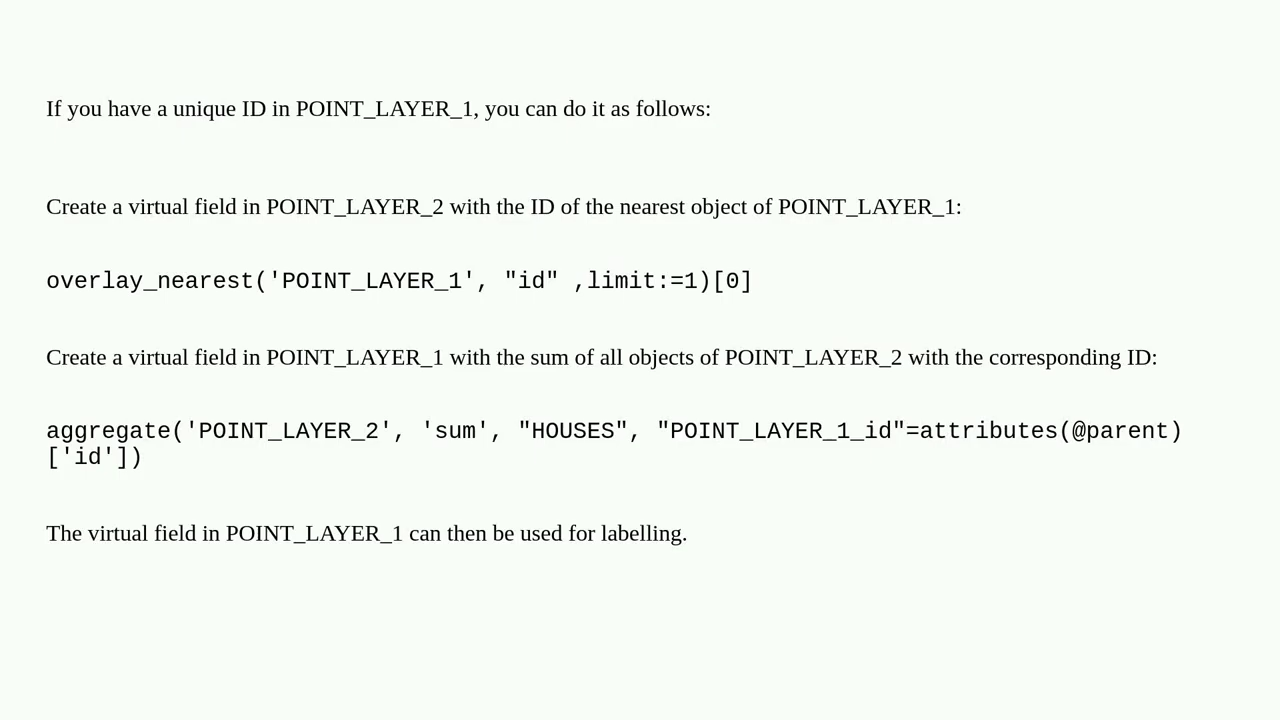 If you have a unique ID in POINT_LAYER_1, you can do it as follows:
Create a virtual field in POINT_LAYER_2 with the ID of the nearest object of POINT_LAYER_1:
overlay_nearest('POINT_LAYER_1', "id" ,limit:=1)[0]
Create a virtual field in POINT_LAYER_1 with the sum of all objects of POINT_LAYER_2 with the corresponding ID:
aggregate('POINT_LAYER_2', 'sum', "HOUSES", "POINT_LAYER_1_id"=attributes(@parent)
['id'])
The virtual field in POINT_LAYER_1 can then be used for labelling.